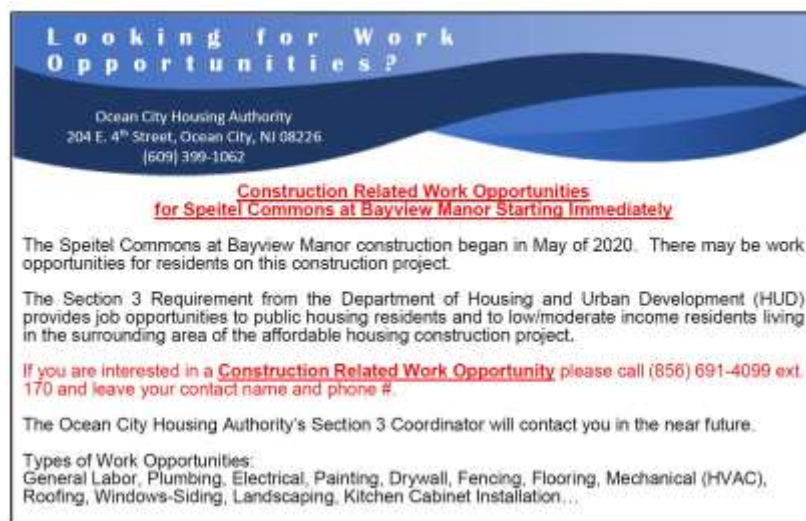 Looking for Work
Opportunities?
Ocean City Housing Authority
204 E. 4th Street, Ocean City, NJ 08226
(609) 399-1062
Construction Related Work Opportunities
for Speitel Commons at Bayview Manor Starting Immediately
The Speitel Commons at Bayview Manor construction began in May of 2020. There may be work
opportunities for residents on this construction project.
The Section 3 Requirement from the Department of Housing and Urban Development (HUD)
provides job opportunities to public housing residents and to low/moderate income residents living
in the surrounding area of the affordable housing construction project.
If you are interested in a Construction Related Work Opportunity please call (856) 691-4099 ext.
170 and leave your contact name and phone #.
The Ocean City Housing Authority's Section 3 Coordinator will contact you in the near future.
Types of Work Opportunities:
General Labor, Plumbing, Electrical, Painting, Drywall, Fencing, Flooring, Mechanical (HVAC),
Roofing, Windows-Siding, Landscaping, Kitchen Cabinet Installation…